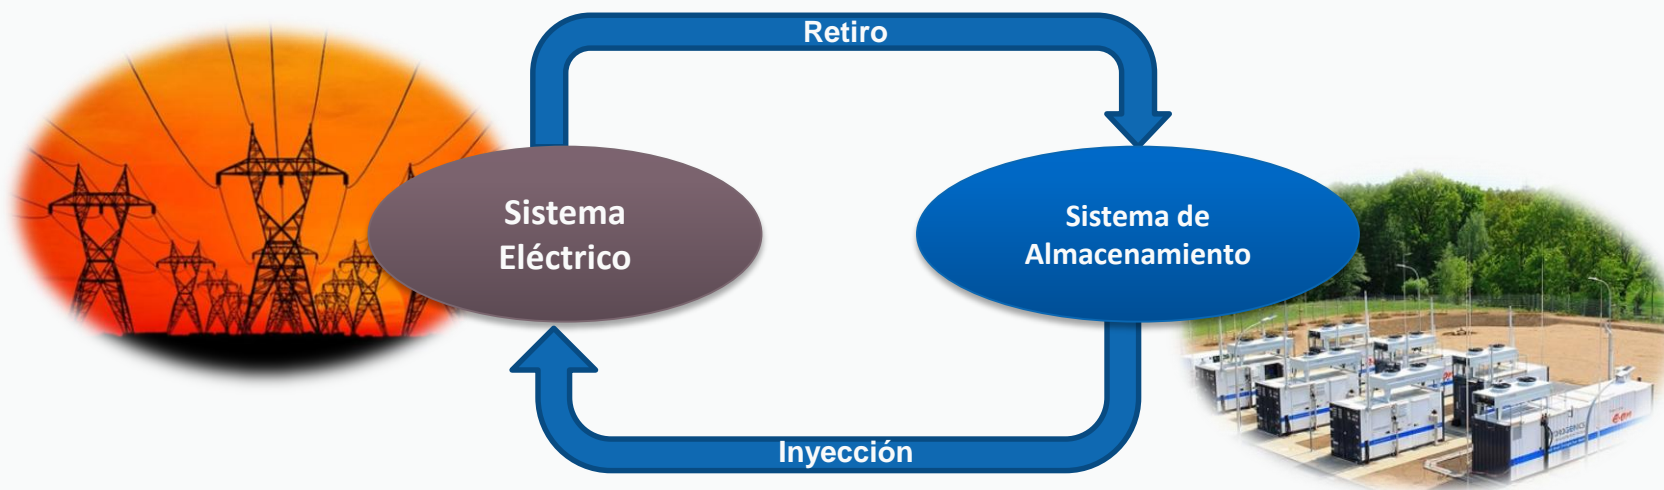 Retiro
Sistema
Eléctrico
Sistema de
Almacenamiento
Inyección